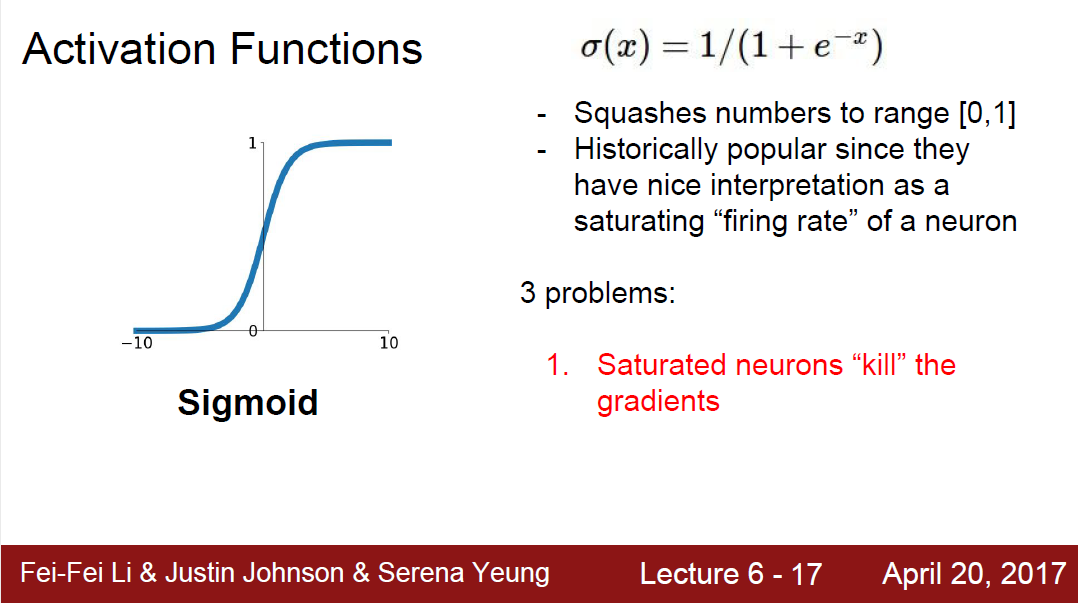 Activation Functions
σ(x) = 1/(1 + e⁻ˣ)
- Squashes numbers to range [0,1]
- Historically popular since they
have nice interpretation as a
saturating “firing rate” of a neuron
3 problems:
1. Saturated neurons “kill” the
gradients
1
0
−10
10
Sigmoid
Fei-Fei Li & Justin Johnson & Serena Yeung
Lecture 6 - 17
April 20, 2017